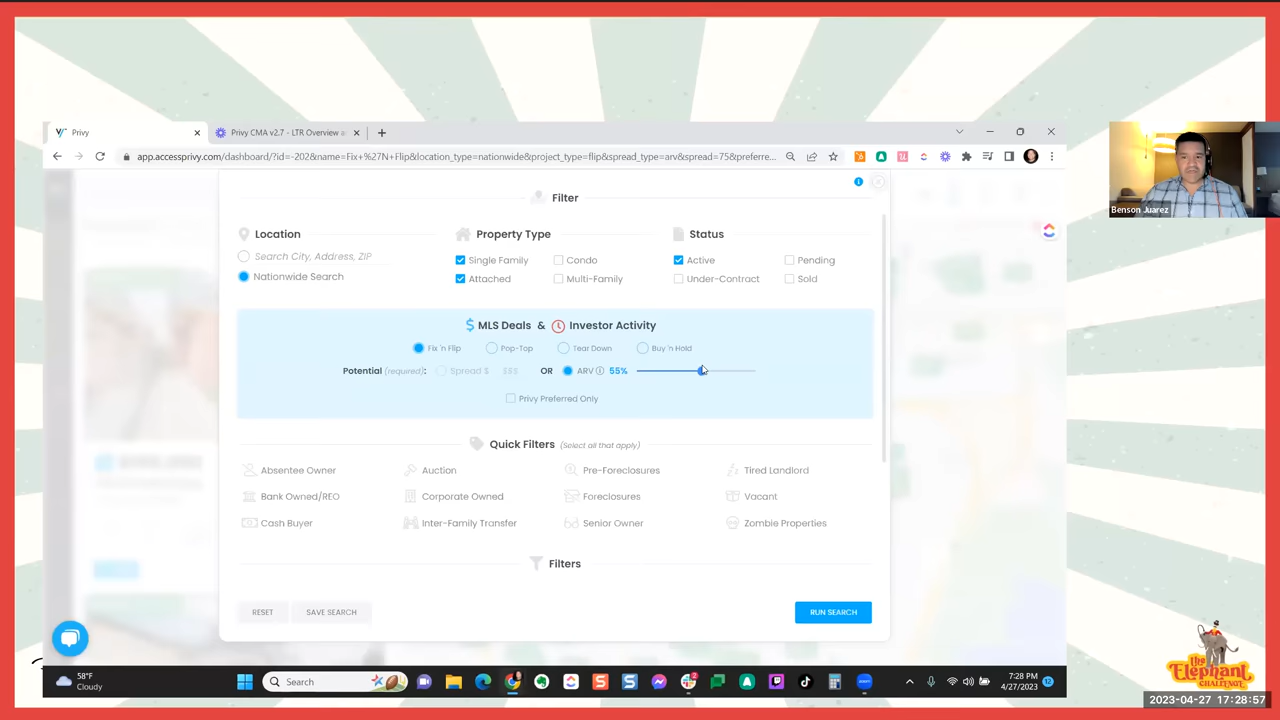 Privy
Privy CMA v2.7 - LTR Overview a
app.accessprivy.com/dashboard/?id=-202&name=Fix+%27N+Flip&location_type=nationwide&project_type=flip&spread_type=arv&spread=75&preferre...
Filter
Location
Property Type
Status
Search City, Address, ZIP
Single Family
Condo
Active
Pending
Nationwide Search
Attached
Multi-Family
Under-Contract
Sold
$ MLS Deals & Investor Activity
Fix 'n Flip
Pop-Top
Tear Down
Buy 'n Hold
Potential (required): Spread $ $$$ OR ARV 55%
Privy Preferred Only
Quick Filters (Select all that apply)
Absentee Owner
Auction
Pre-Foreclosures
Tired Landlord
Bank Owned/REO
Corporate Owned
Foreclosures
Vacant
Cash Buyer
Inter-Family Transfer
Senior Owner
Zombie Properties
Filters
RESET
SAVE SEARCH
RUN SEARCH
Benson Juarez
58°F
Cloudy
Search
7:28 PM
4/27/2023
12
the
Elephant
CHALLENGE
2023-04-27 17:28:57